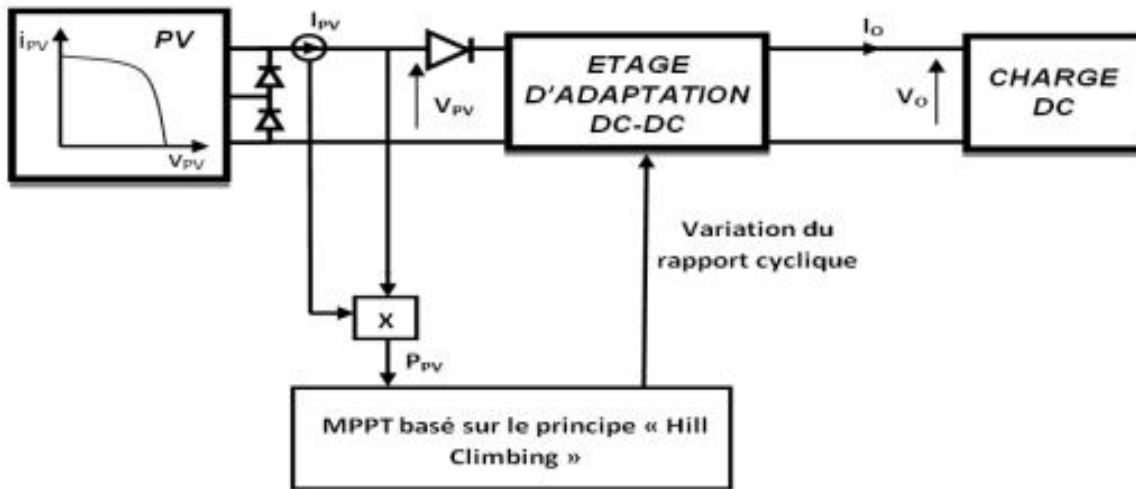 PV
iPV
VPV
IPV
VPV
ETAGE
D'ADAPTATION
DC-DC
IO
VO
CHARGE
DC
Variation du
rapport cyclique
X
PPV
MPPT basé sur le principe « Hill
Climbing »